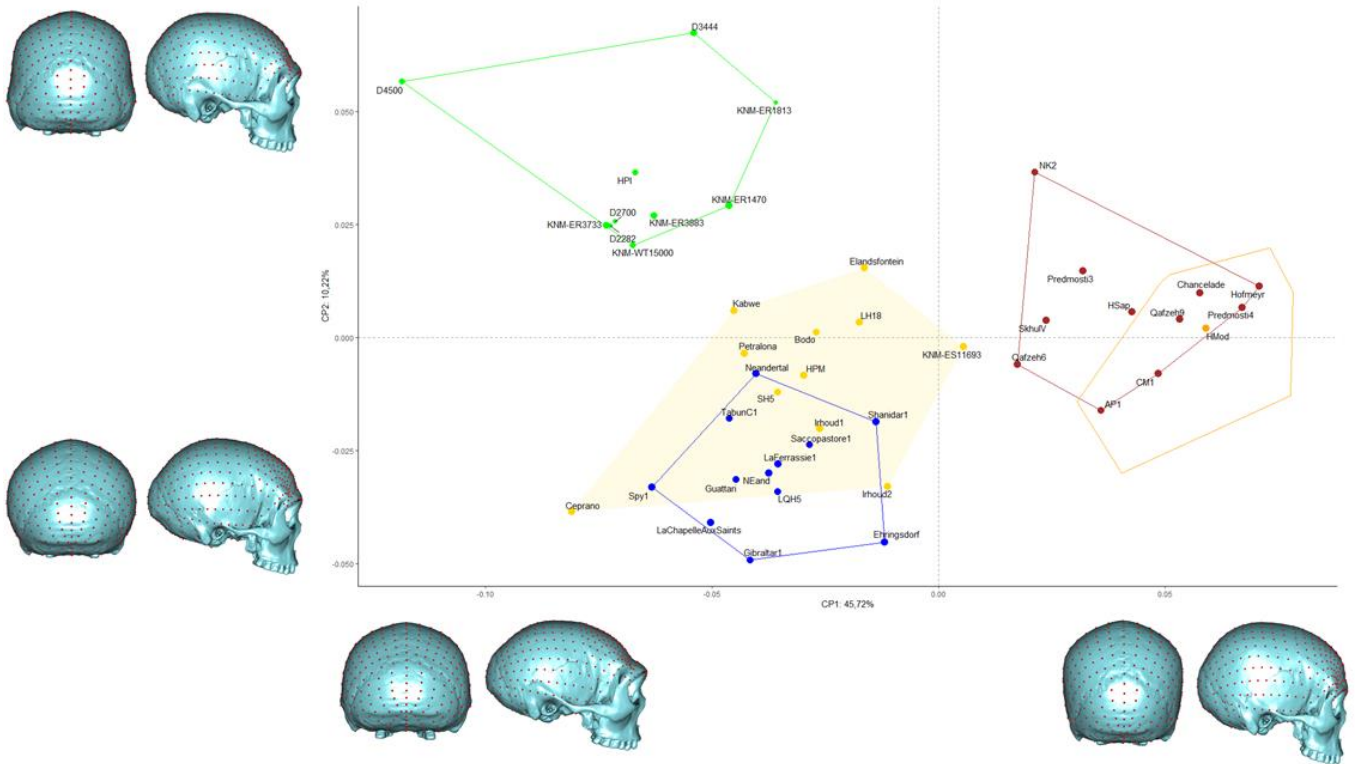 D3444
D4500
KNM-ER1813
0.050
HPI
NK2
KNM-ER1470
D2700
KNM-ER3733
KNM-ER3883
0.025
D2282
KNM-WT15000
Elandsfontein
Predmosti3
Chancelade
Hofmeyr
Kabwe
HSap
Qafzeh9
Predmosti4
LH18
SkhulV
Bodo
HMod
0.000
Petralona
KNM-ES11693
Qafzeh6
Neandertal
HPM
CM1
SH5
AP1
TabunC1
Irhoud1
Shanidar1
Saccopastore1
-0.025
LaFerrassie1
Guattari
NEand
Spy1
LQH5
Irhoud2
Ceprano
LaChapelleAuxSaints
Ehringsdorf
Gibraltar1
-0.050
CP2: 10,22%
-0.10
-0.05
0.00
0.05
CP1: 45,72%